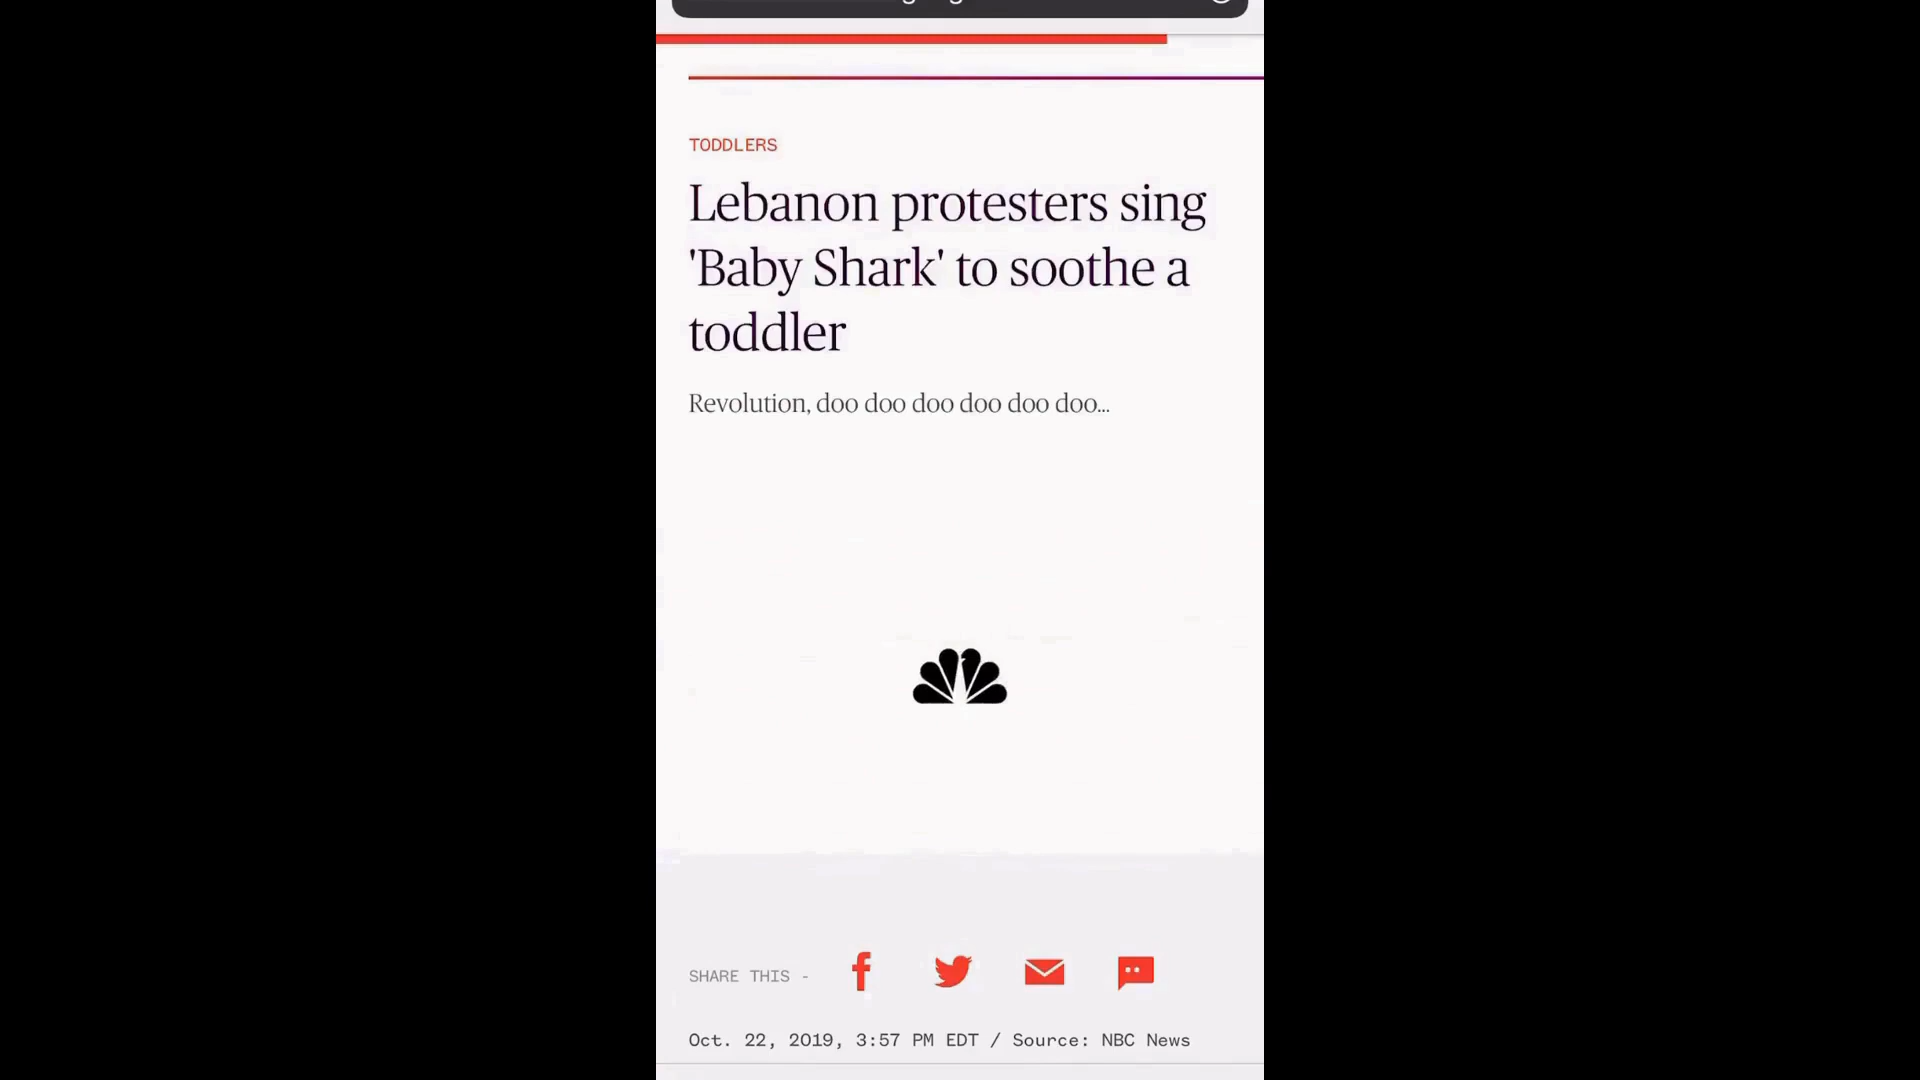 TODDLERS
Lebanon protesters sing
'Baby Shark' to soothe a
toddler
Revolution, doo doo doo doo doo doo...
SHARE THIS -
Oct. 22, 2019, 3:57 PM EDT / Source: NBC News